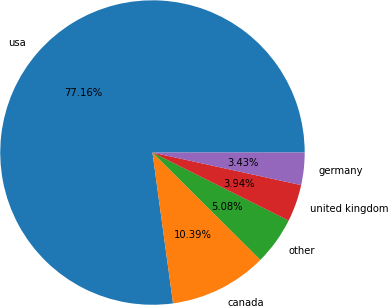 usa
77.16%
3.43%
germany
3.94%
united kingdom
5.08%
other
10.39%
canada